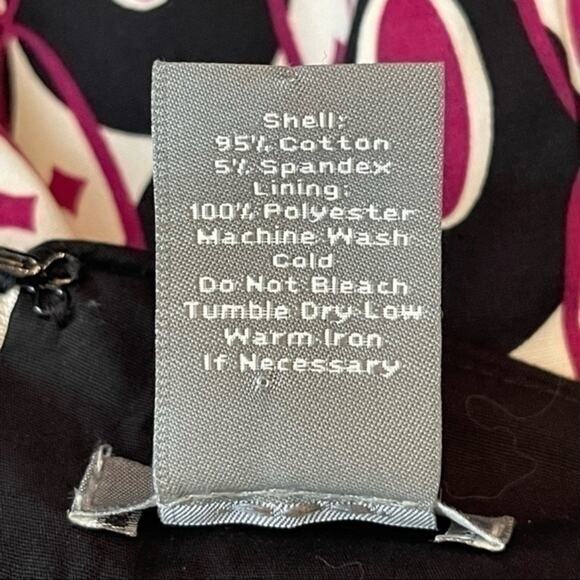 Shell:
95% Cotton
5% Spandex
Lining:
100% Polyester
Machine Wash
Cold
Do Not Bleach
Tumble Dry Low
Warm Iron
If Necessary